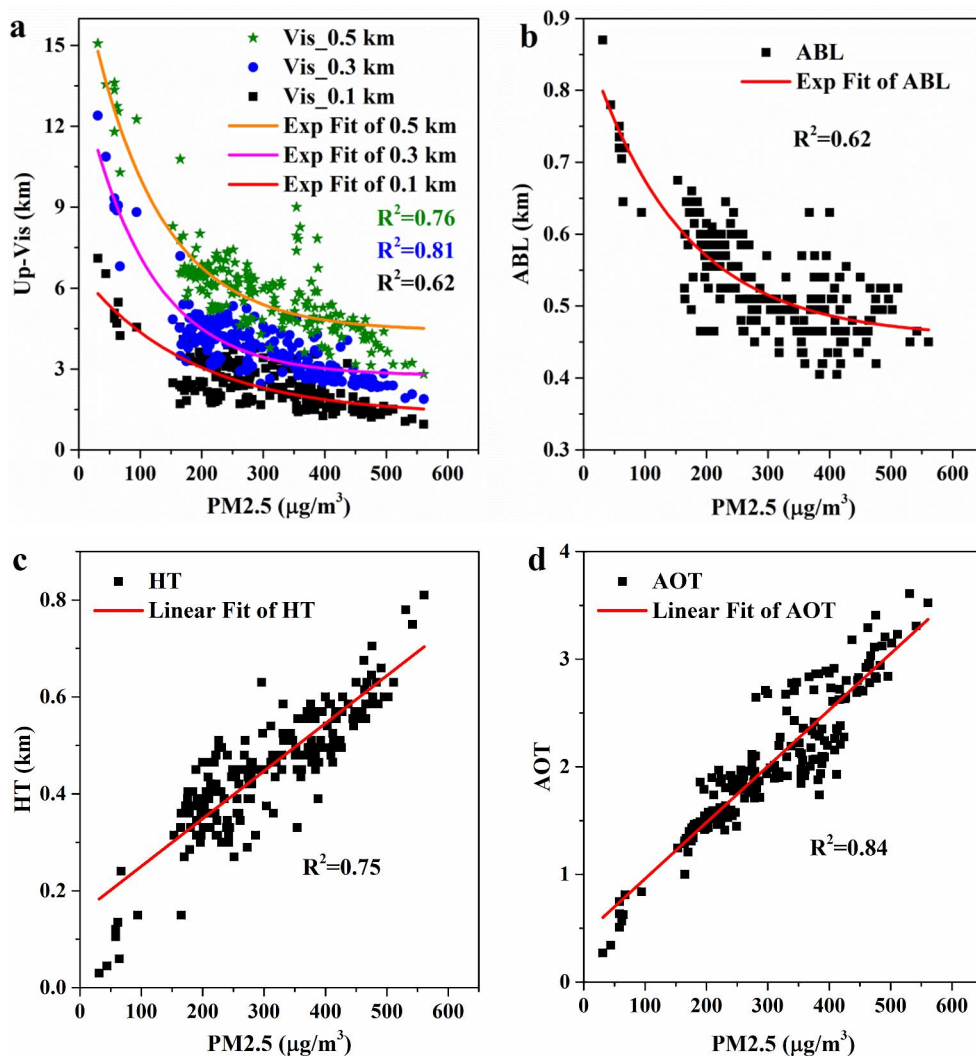 a
Vis_0.5 km
Vis_0.3 km
Vis_0.1 km
Exp Fit of 0.5 km
Exp Fit of 0.3 km
Exp Fit of 0.1 km
R²=0.76
R²=0.81
R²=0.62
15
12
9
6
3
0
Up-Vis (km)
0 100 200 300 400 500 600
PM2.5 (μg/m³)
b
ABL
Exp Fit of ABL
R²=0.62
0.9
0.8
0.7
0.6
0.5
0.4
0.3
ABL (km)
0 100 200 300 400 500 600
PM2.5 (μg/m³)
c
HT
Linear Fit of HT
R²=0.75
0.8
0.6
0.4
0.2
0.0
HT (km)
0 100 200 300 400 500 600
PM2.5 (μg/m³)
d
AOT
Linear Fit of AOT
R²=0.84
4
3
2
1
0
AOT
0 100 200 300 400 500 600
PM2.5 (μg/m³)